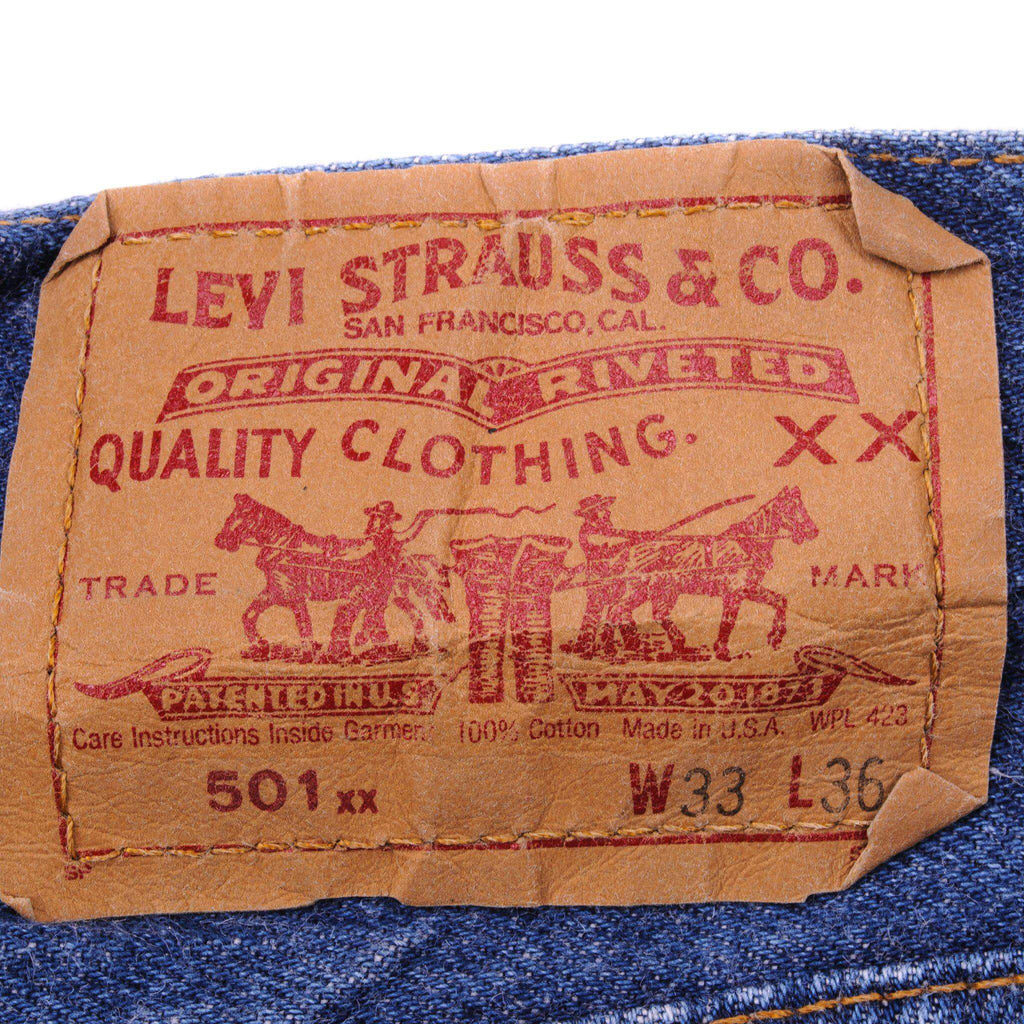 LEVI STRAUSS & CO.
SAN FRANCISCO, CAL.
ORIGINAL RIVETED
QUALITY CLOTHING. XX
TRADE MARK
PATENTED IN U.S. MAY 20 1873
Care Instructions Inside Garment 100% Cotton Made in U.S.A. WPL 423
501 xx W33 L36